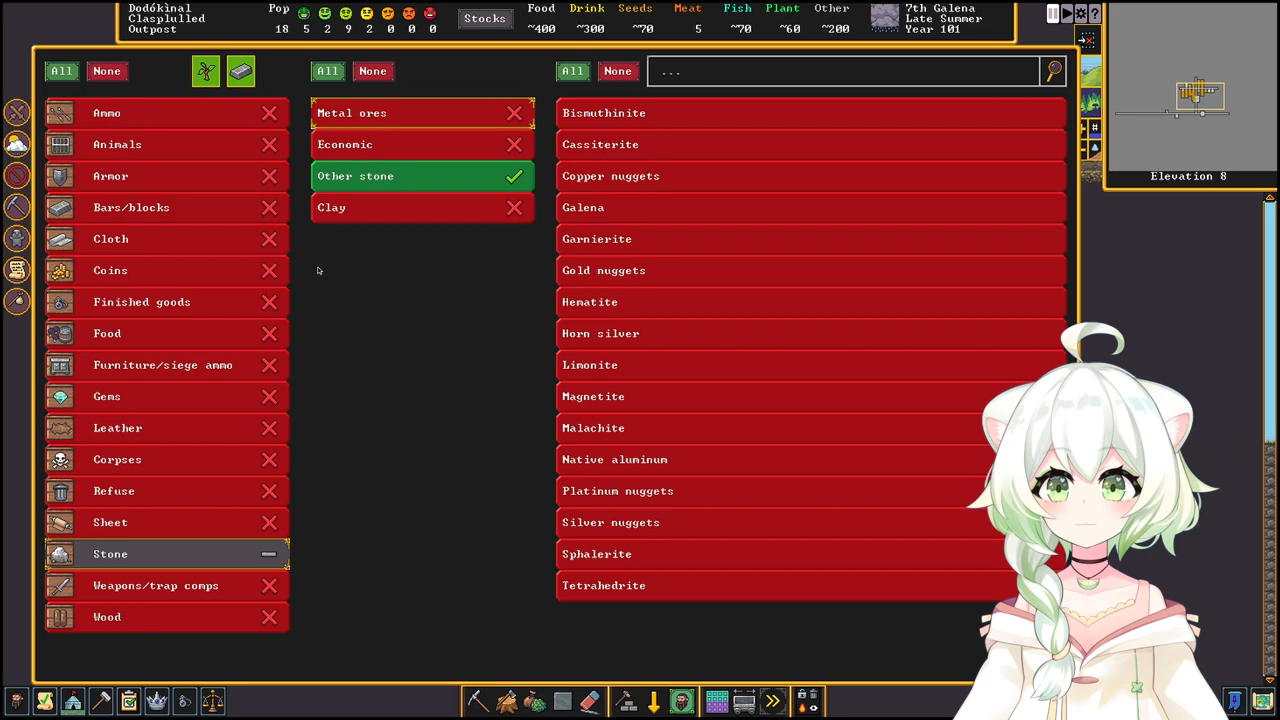 Dodókinal
Clasplulled
Outpost
Pop
18 5 2 9 2 0 0 0
Stocks
Food Drink Seeds Meat Fish Plant Other
~400 ~300 ~70 5 ~70 ~60 ~200
7th Galena
Late Summer
Year 101
Elevation 8
All None
All None
All None
...
Ammo
Animals
Armor
Bars/blocks
Cloth
Coins
Finished goods
Food
Furniture/siege ammo
Gems
Leather
Corpses
Refuse
Sheet
Stone
Weapons/trap comps
Wood
Metal ores
Economic
Other stone
Clay
Bismuthinite
Cassiterite
Copper nuggets
Galena
Garnierite
Gold nuggets
Hematite
Horn silver
Limonite
Magnetite
Malachite
Native aluminum
Platinum nuggets
Silver nuggets
Sphalerite
Tetrahedrite